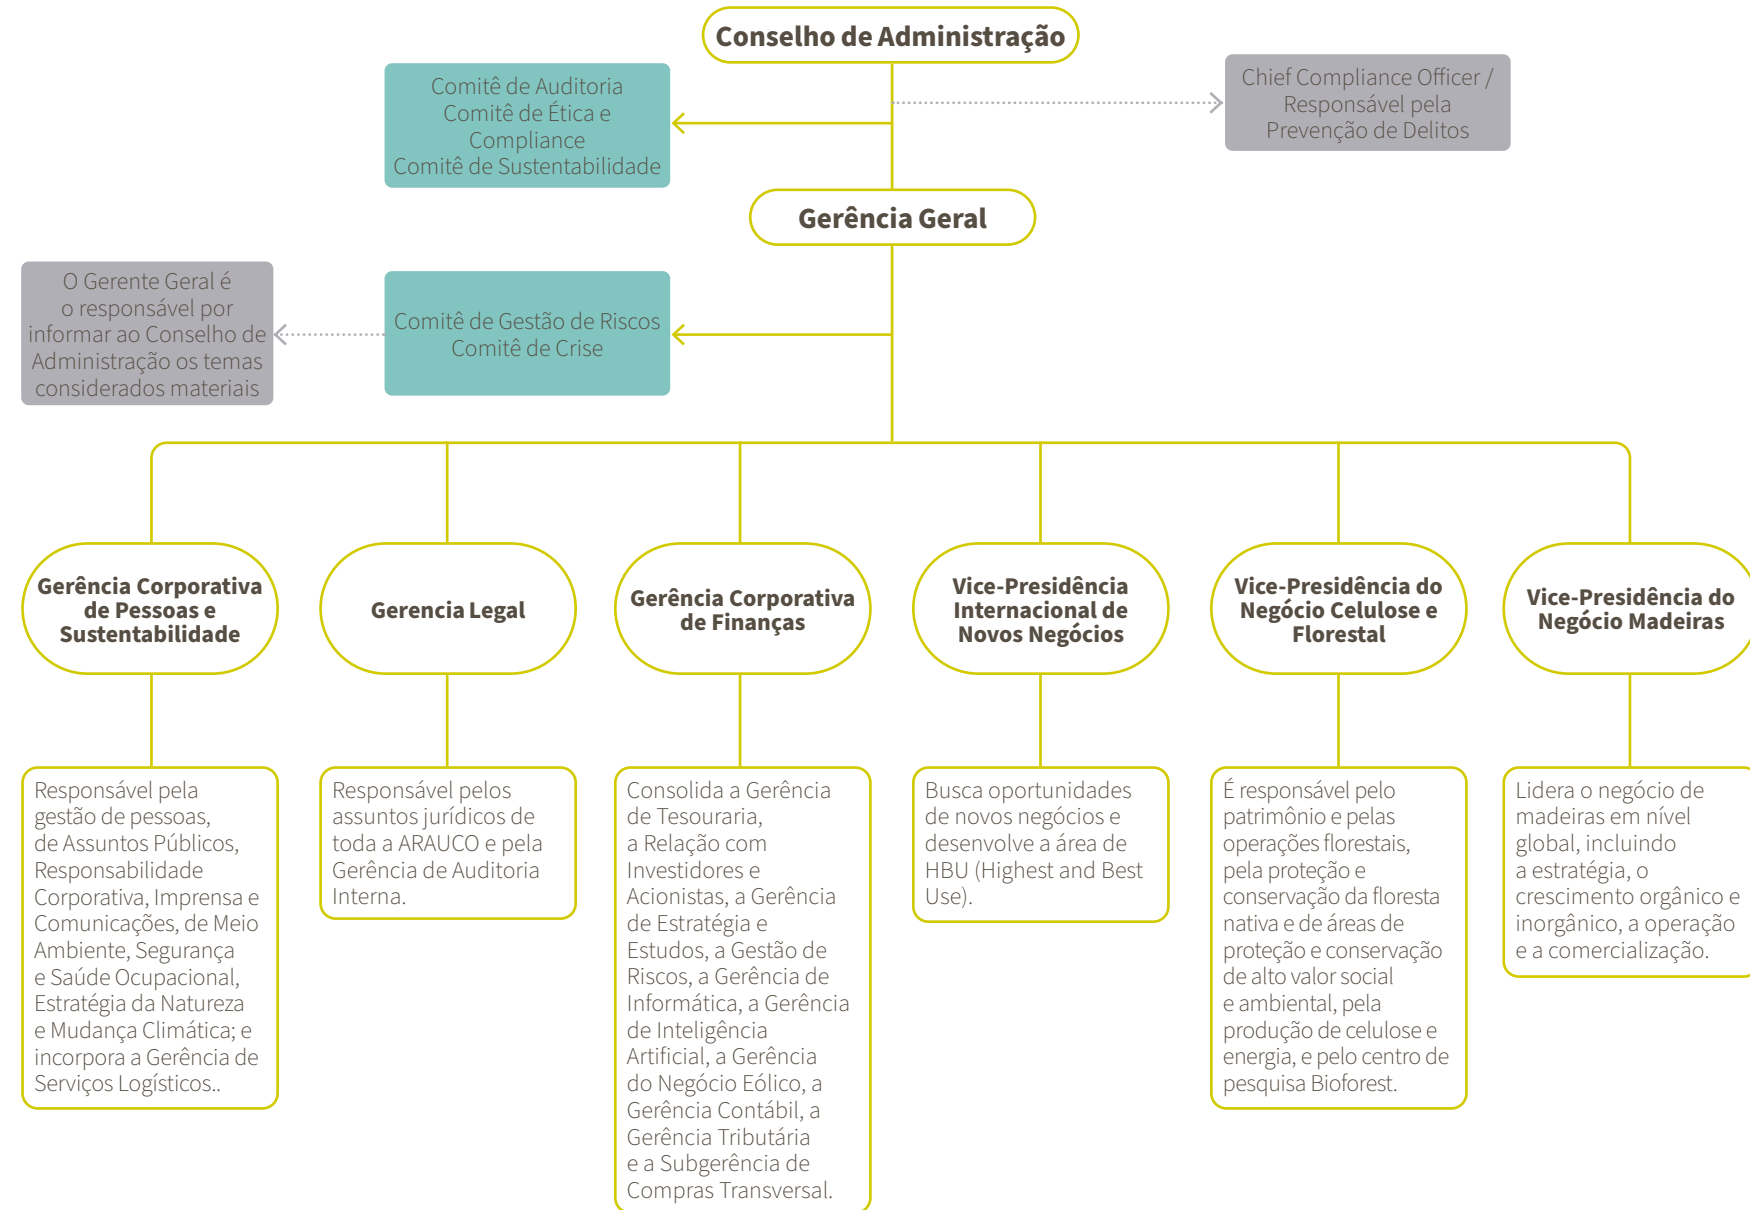 Conselho de Administração
Comitê de Auditoria
Comitê de Ética e
Compliance
Comitê de Sustentabilidade
Chief Compliance Officer /
Responsável pela
Prevenção de Delitos
Gerência Geral
O Gerente Geral é
o responsável por
informar ao Conselho de
Administração os temas
considerados materiais
Comitê de Gestão de Riscos
Comitê de Crise
Gerência Corporativa
de Pessoas e
Sustentabilidade
Gerencia Legal
Gerência Corporativa
de Finanças
Vice-Presidência
Internacional de
Novos Negócios
Vice-Presidência do
Negócio Celulose e
Florestal
Vice-Presidência do
Negócio Madeiras
Responsável pela
gestão de pessoas,
de Assuntos Públicos,
Responsabilidade
Corporativa, Imprensa e
Comunicações, de Meio
Ambiente, Segurança
e Saúde Ocupacional,
Estratégia da Natureza
e Mudança Climática; e
incorpora a Gerência de
Serviços Logísticos..
Responsável pelos
assuntos jurídicos de
toda a ARAUCO e pela
Gerência de Auditoria
Interna.
Consolida a Gerência
de Tesouraria,
a Relação com
Investidores e
Acionistas, a Gerência
de Estratégia e
Estudos, a Gestão de
Riscos, a Gerência de
Informática, a Gerência
de Inteligência
Artificial, a Gerência
do Negócio Eólico, a
Gerência Contábil, a
Gerência Tributária
e a Subgerência de
Compras Transversal.
Busca oportunidades
de novos negócios e
desenvolve a área de
HBU (Highest and Best
Use).
É responsável pelo
patrimônio e pelas
operações florestais,
pela proteção e
conservação da floresta
nativa e de áreas de
proteção e conservação
de alto valor social
e ambiental, pela
produção de celulose e
energia, e pelo centro de
pesquisa Bioforest.
Lidera o negócio de
madeiras em nível
global, incluindo
a estratégia, o
crescimento orgânico e
inorgânico, a operação
e a comercialização.